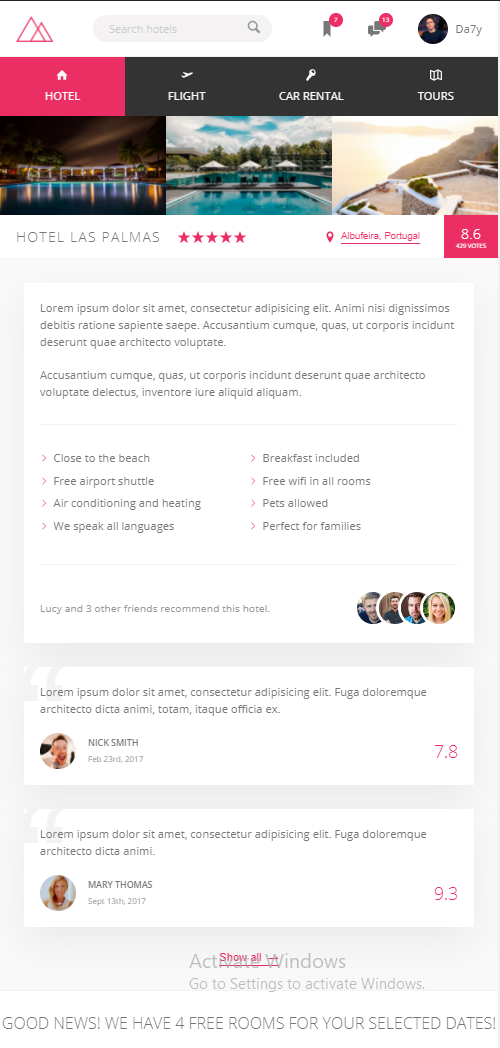 Search hotels
7
13
Da7y
HOTEL
FLIGHT
CAR RENTAL
TOURS
HOTEL LAS PALMAS
Albufeira, Portugal
8.6
429 VOTES
Lorem ipsum dolor sit amet, consectetur adipisicing elit. Animi nisi dignissimos
debitis ratione sapiente saepe. Accusantium cumque, quas, ut corporis incidunt
deserunt quae architecto voluptate.
Accusantium cumque, quas, ut corporis incidunt deserunt quae architecto
voluptate delectus, inventore iure aliquid aliquam.
Close to the beach
Free airport shuttle
Air conditioning and heating
We speak all languages
Breakfast included
Free wifi in all rooms
Pets allowed
Perfect for families
Lucy and 3 other friends recommend this hotel.
Lorem ipsum dolor sit amet, consectetur adipisicing elit. Fuga doloremque
architecto dicta animi, totam, itaque officia ex.
NICK SMITH
Feb 23rd, 2017
7.8
Lorem ipsum dolor sit amet, consectetur adipisicing elit. Fuga doloremque
architecto dicta animi.
MARY THOMAS
Sept 13th, 2017
9.3
Show all →
Activate Windows
Go to Settings to activate Windows.
GOOD NEWS! WE HAVE 4 FREE ROOMS FOR YOUR SELECTED DATES!